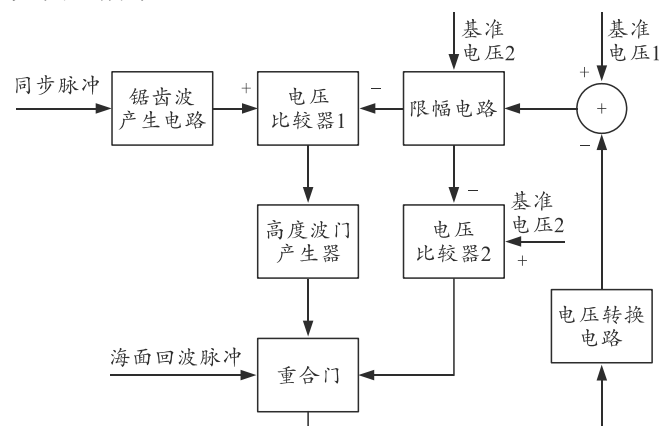 基准
电压2
基准
电压1
同步脉冲
锯齿波
产生电路
+
电压
比较器1
−
限幅电路
+
+
−
高度波门
产生器
−
电压
比较器2
基准
电压2
+
电压转换
电路
海面回波脉冲
重合门